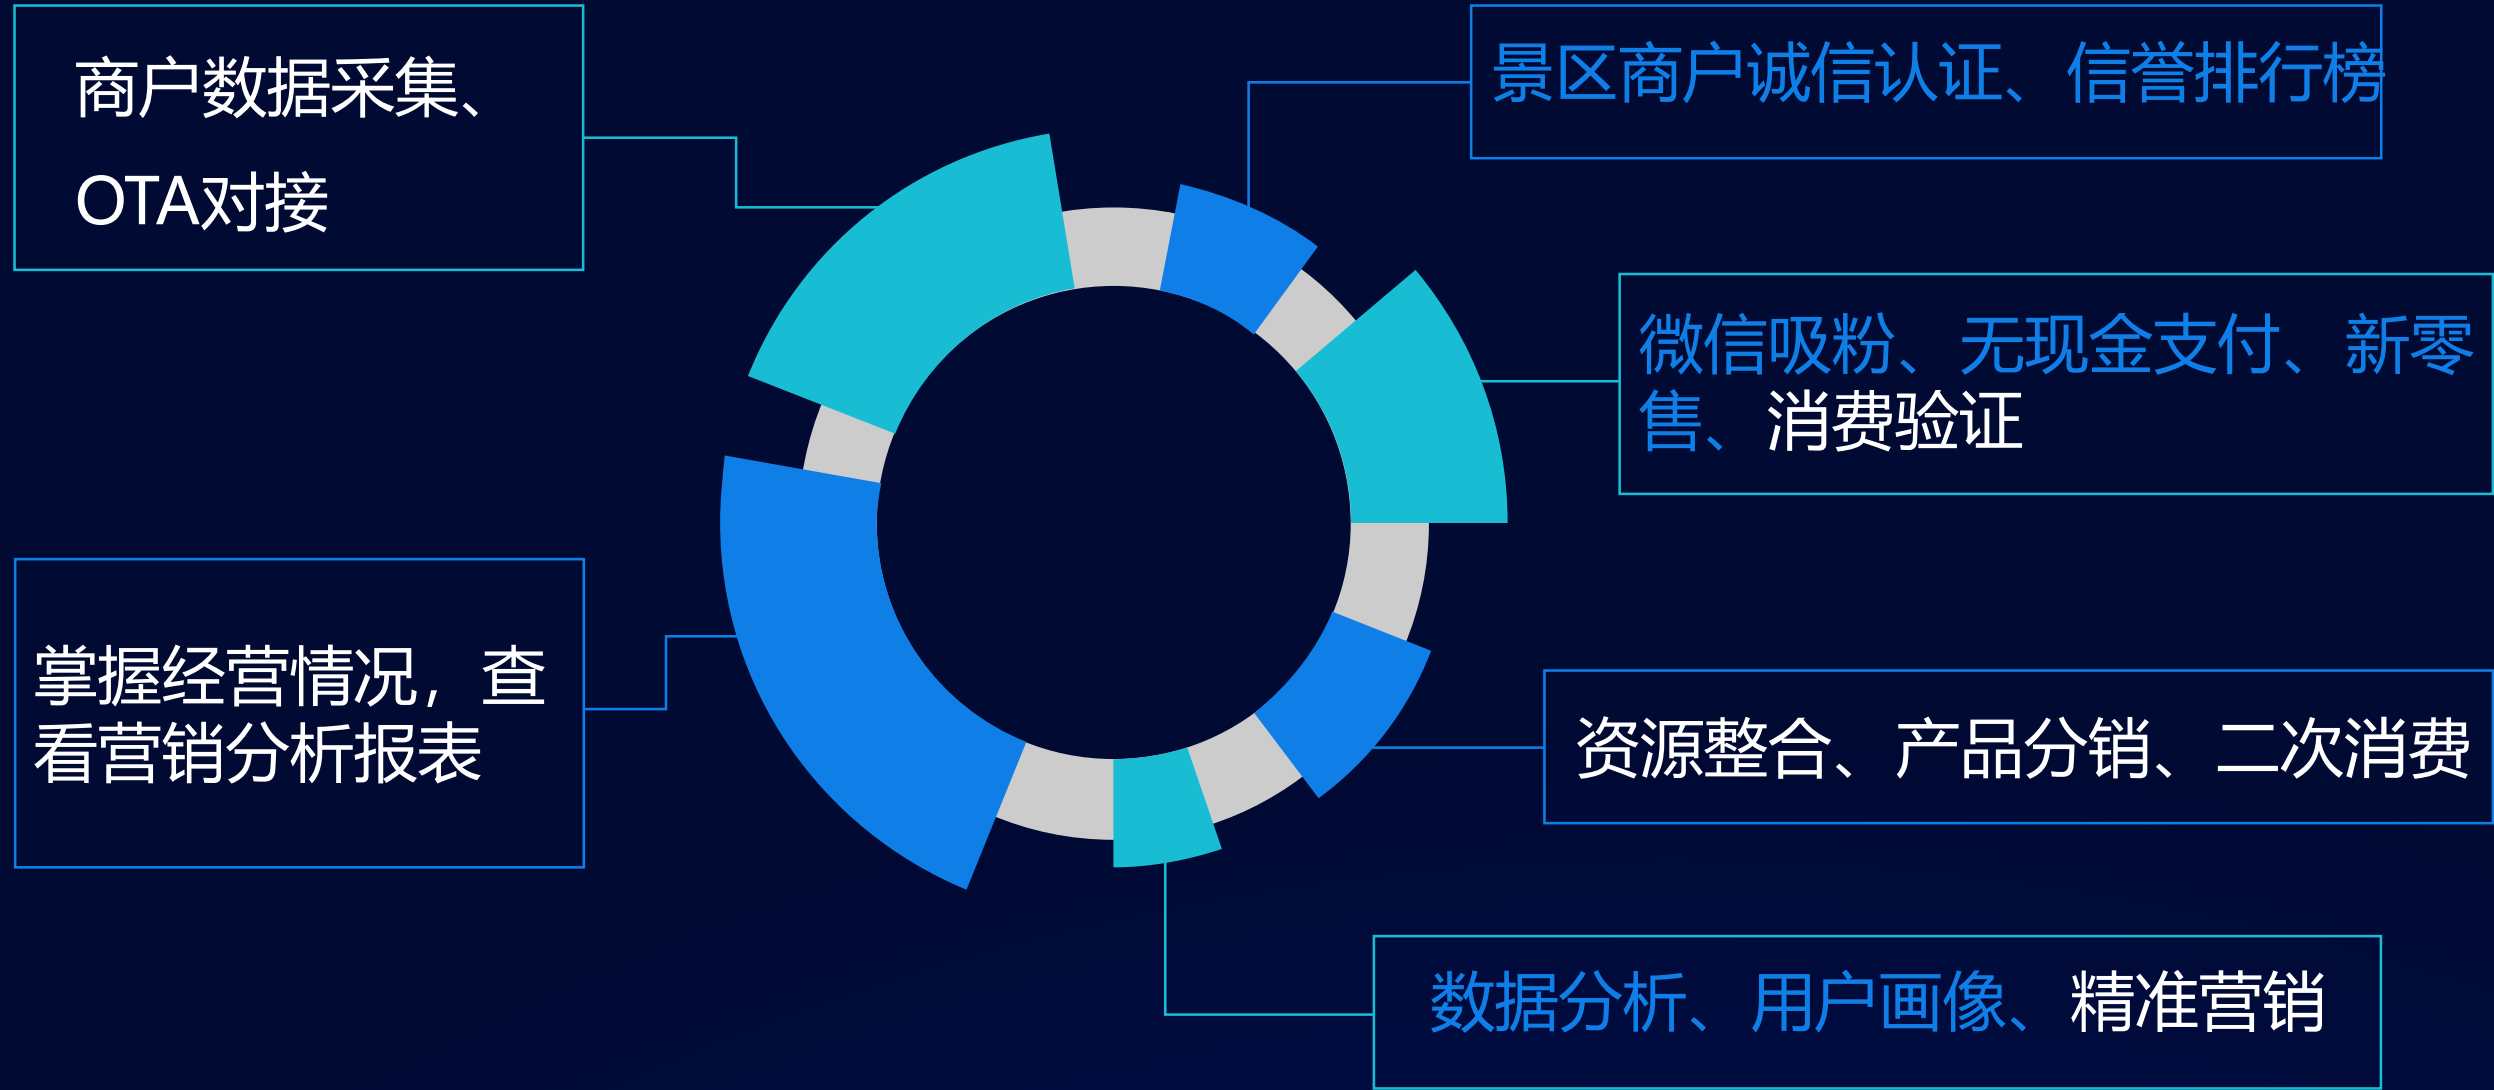 商户数据采集、
OTA对接
景区商户诚信认证、信誉排行榜
微信吸粉、无现金支付、新零
售、消费验证
掌握经营情况，查
看营销分析报表
资源整合、产品分销、二次消费
数据分析、用户画像、精准营销